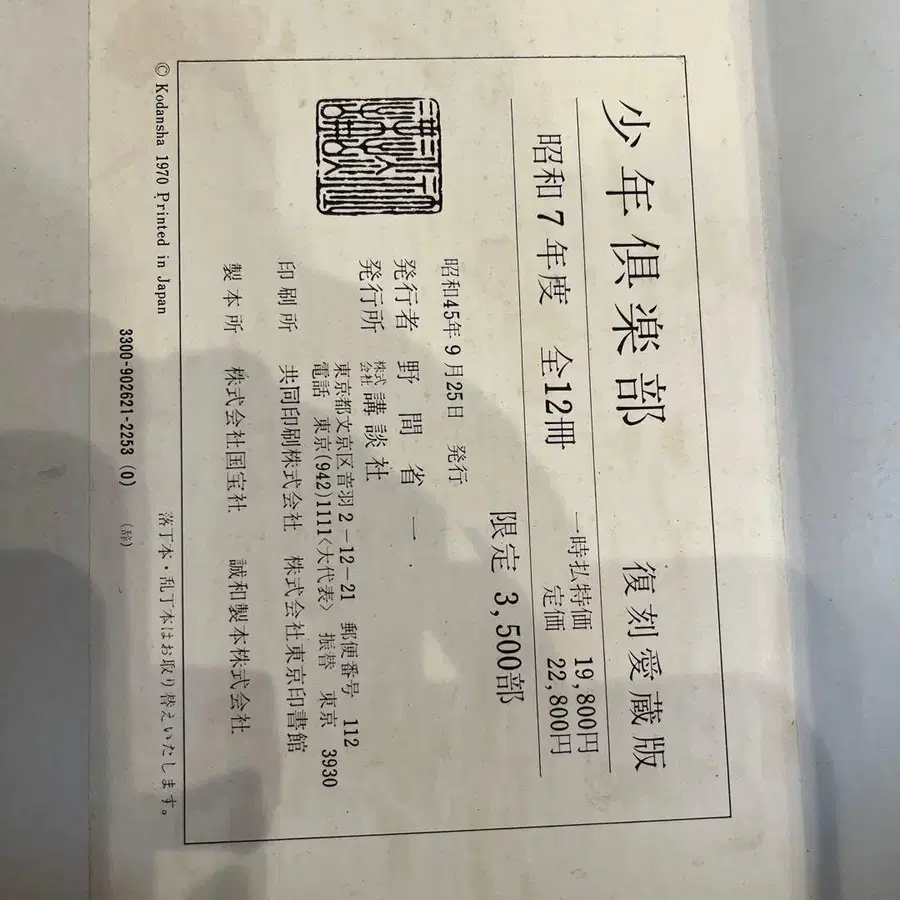 少年倶楽部 復刻愛蔵版
昭和7年度 全12冊
一時払特価 19,800円
定価 22,800円
限定 3,500部
昭和45年9月25日 発行
発行者 野間省一
発行所 株式会社 講談社
東京都文京区音羽2-12-21 郵便番号 112
電話 東京(942)1111<大代表> 振替 東京 3930
印刷所 共同印刷株式会社 株式会社東京印書館
製本所 株式会社国宝社 誠和製本株式会社
© Kodansha 1970 Printed in Japan
落丁本・乱丁本はお取り替えいたします。
3300-902621-2253 (0) (辞)